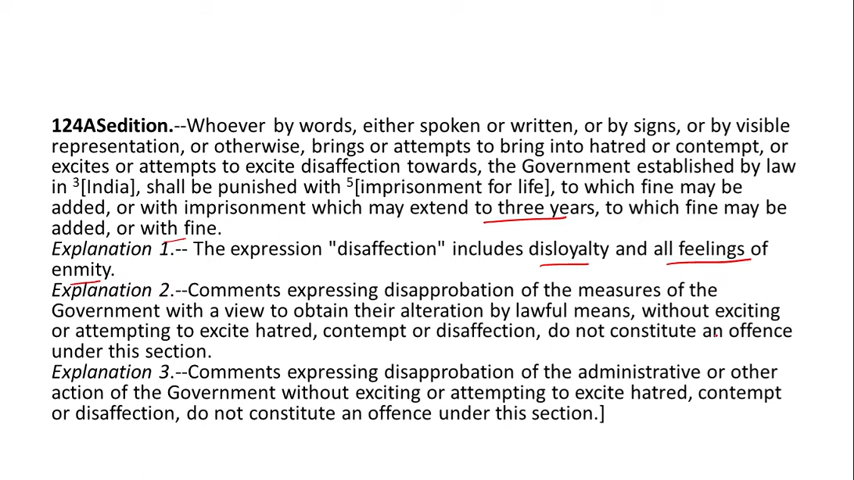 124ASedition.--Whoever by words, either spoken or written, or by signs, or by visible
representation, or otherwise, brings or attempts to bring into hatred or contempt, or
excites or attempts to excite disaffection towards, the Government established by law
in 3[India], shall be punished with 5[imprisonment for life], to which fine may be
added, or with imprisonment which may extend to three years, to which fine may be
added, or with fine.
Explanation 1.-- The expression "disaffection" includes disloyalty and all feelings of
enmity.
Explanation 2.--Comments expressing disapprobation of the measures of the
Government with a view to obtain their alteration by lawful means, without exciting
or attempting to excite hatred, contempt or disaffection, do not constitute an offence
under this section.
Explanation 3.--Comments expressing disapprobation of the administrative or other
action of the Government without exciting or attempting to excite hatred, contempt
or disaffection, do not constitute an offence under this section.]